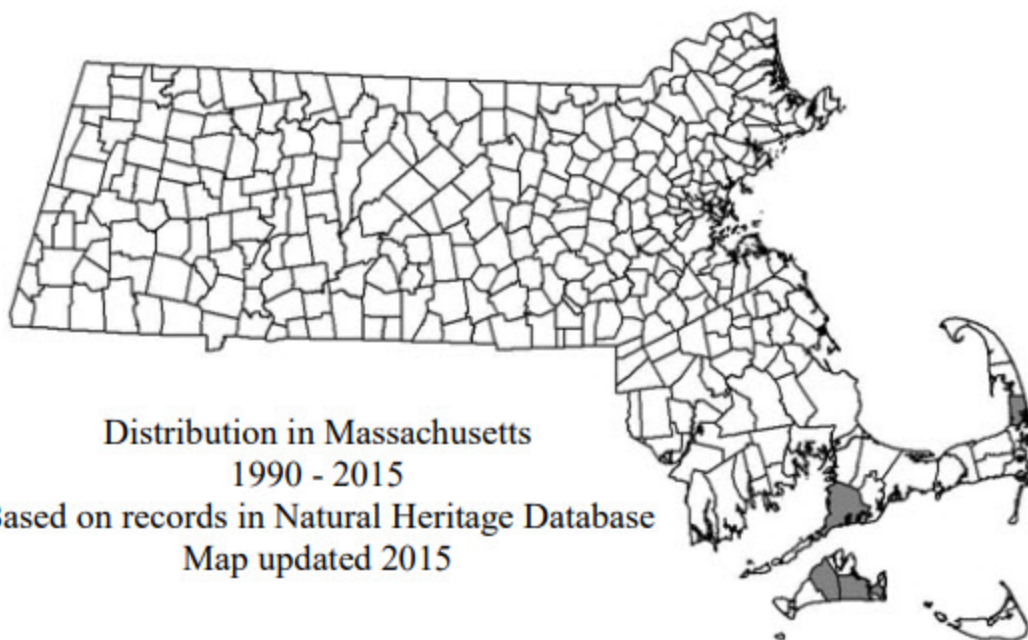 Distribution in Massachusetts
1990 - 2015
ased on records in Natural Heritage Database
Map updated 2015